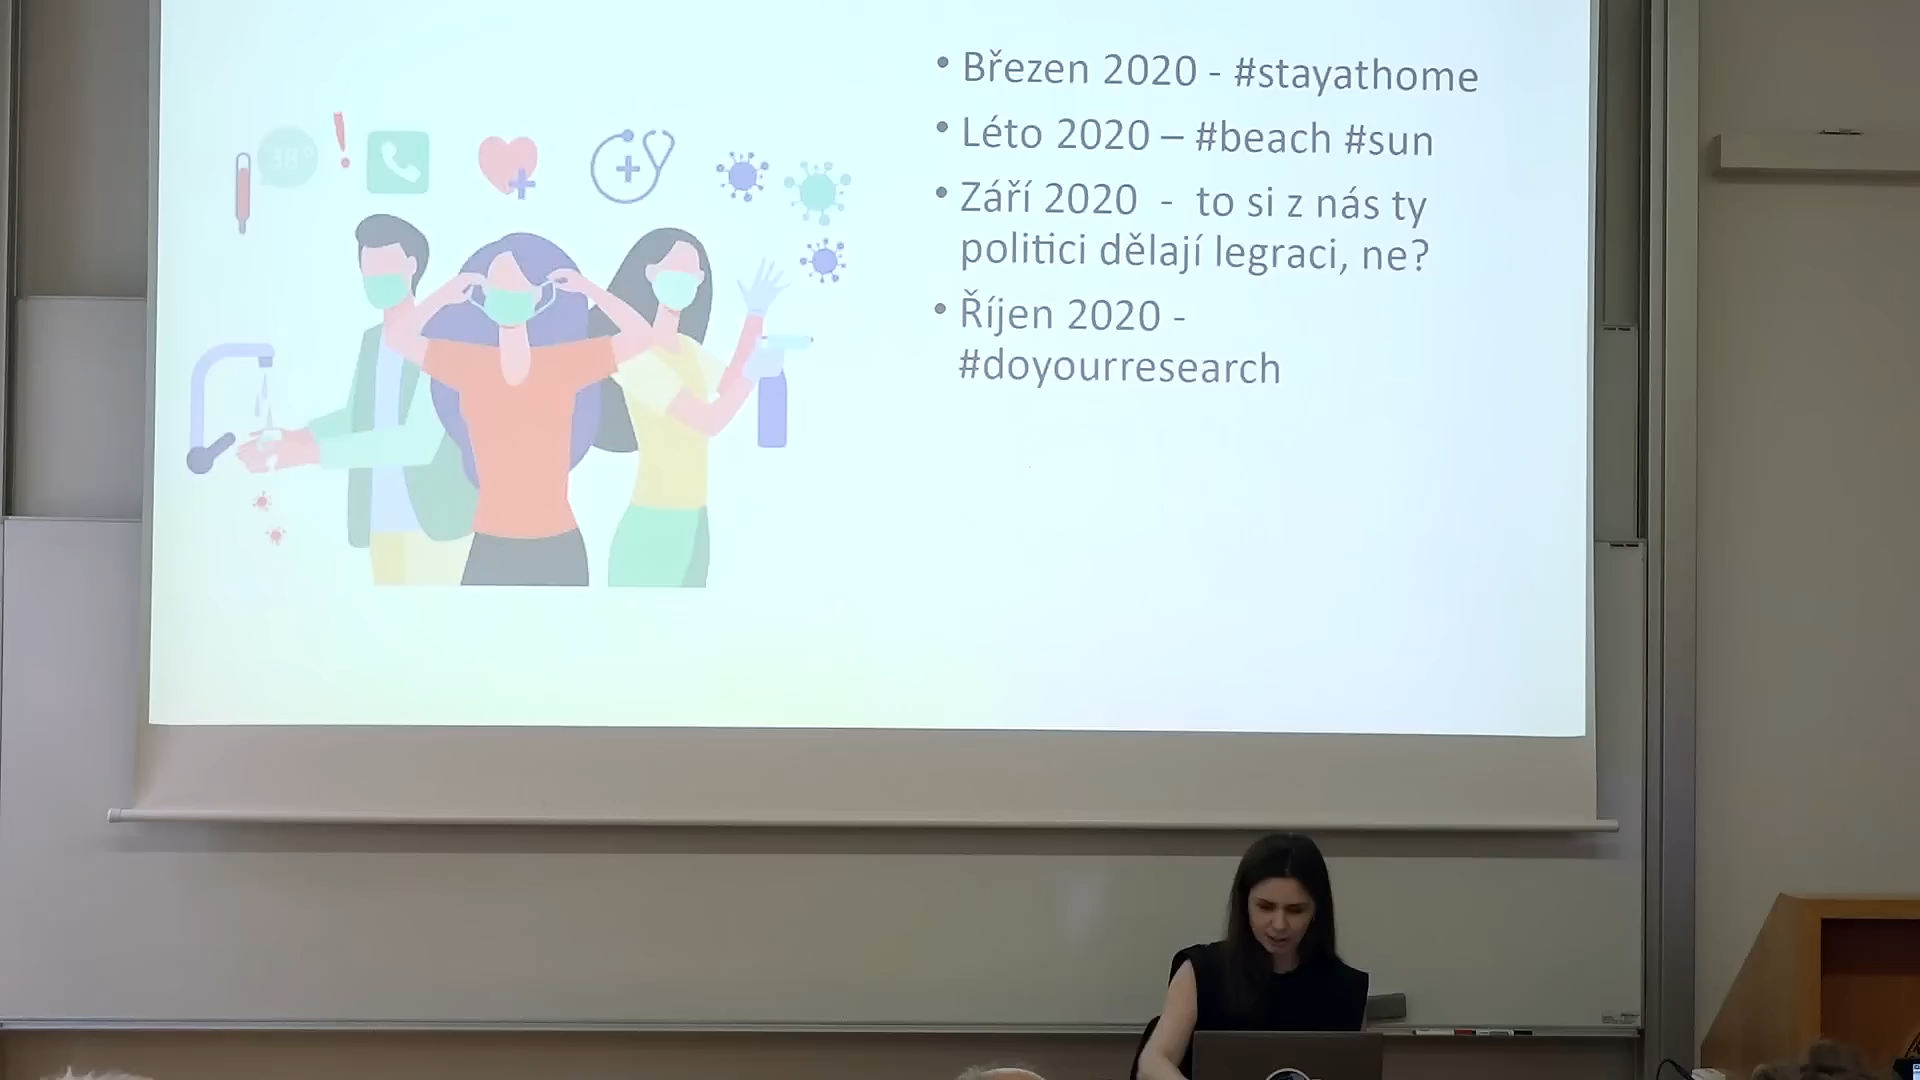 • Březen 2020 - #stayathome
• Léto 2020 – #beach #sun
• Září 2020 - to si z nás ty
politici dělají legraci, ne?
• Říjen 2020 -
#doyourresearch
38°